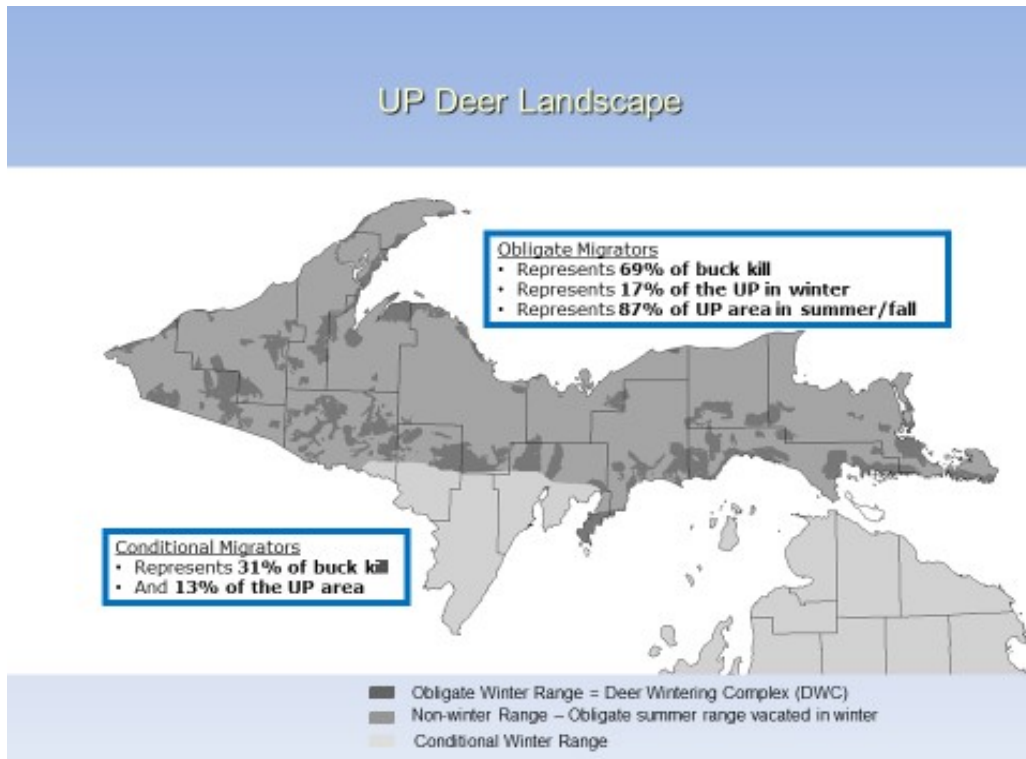 UP Deer Landscape
Obligate Migrators
• Represents 69% of buck kill
• Represents 17% of the UP in winter
• Represents 87% of UP area in summer/fall
Conditional Migrators
• Represents 31% of buck kill
• And 13% of the UP area
Obligate Winter Range = Deer Wintering Complex (DWC)
Non-winter Range – Obligate summer range vacated in winter
Conditional Winter Range